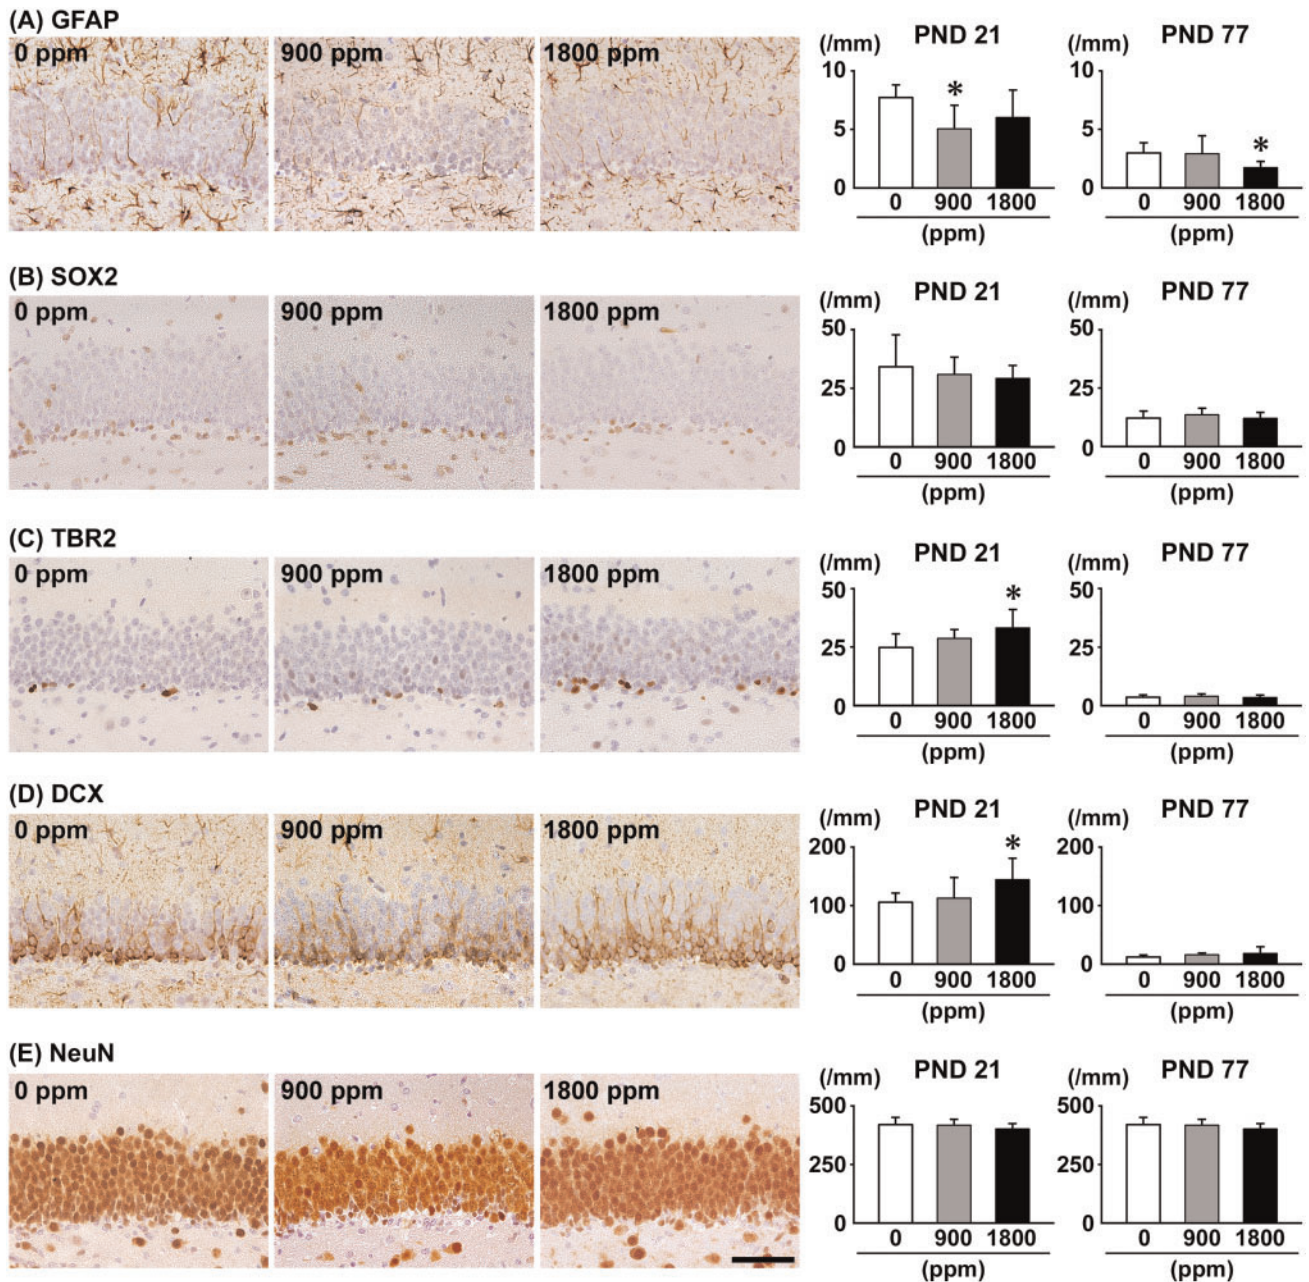 (A) GFAP
0 ppm 900 ppm 1800 ppm
(/mm) PND 21 (/mm) PND 77
10 10
* *
5 5
0 0
0 900 1800 0 900 1800
(ppm) (ppm)
(B) SOX2
0 ppm 900 ppm 1800 ppm
(/mm) PND 21 (/mm) PND 77
50 50
25 25
0 0
0 900 1800 0 900 1800
(ppm) (ppm)
(C) TBR2
0 ppm 900 ppm 1800 ppm
(/mm) PND 21 (/mm) PND 77
50 50
*
25 25
0 0
0 900 1800 0 900 1800
(ppm) (ppm)
(D) DCX
0 ppm 900 ppm 1800 ppm
(/mm) PND 21 (/mm) PND 77
200 200
*
100 100
0 0
0 900 1800 0 900 1800
(ppm) (ppm)
(E) NeuN
0 ppm 900 ppm 1800 ppm
(/mm) PND 21 (/mm) PND 77
500 500
250 250
0 0
0 900 1800 0 900 1800
(ppm) (ppm)